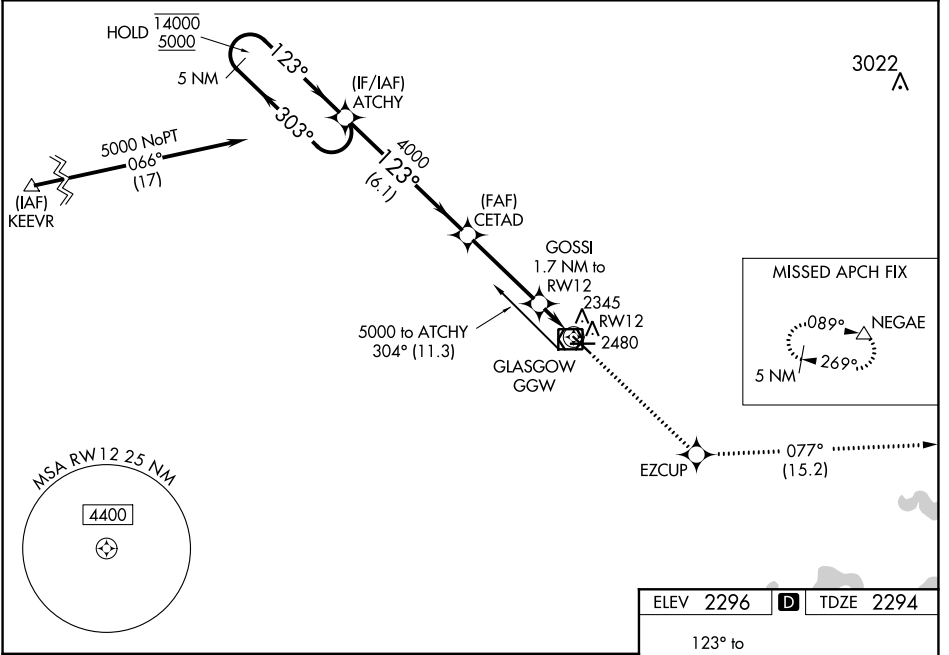 HOLD 14000
5000
5 NM
123°
303°
(IF/IAF)
ATCHY
3022
5000 NoPT
066°
(17)
(IAF)
KEEVR
4000
123°
(6.1)
(FAF)
CETAD
GOSSI
1.7 NM to
RW12
2345
RW12
2480
5000 to ATCHY
304° (11.3)
GLASGOW
GGW
MISSED APCH FIX
089°
NEGAE
269°
5 NM
EZCUP
077°
(15.2)
MSA RW12 25 NM
4400
ELEV 2296 D TDZE 2294
123° to